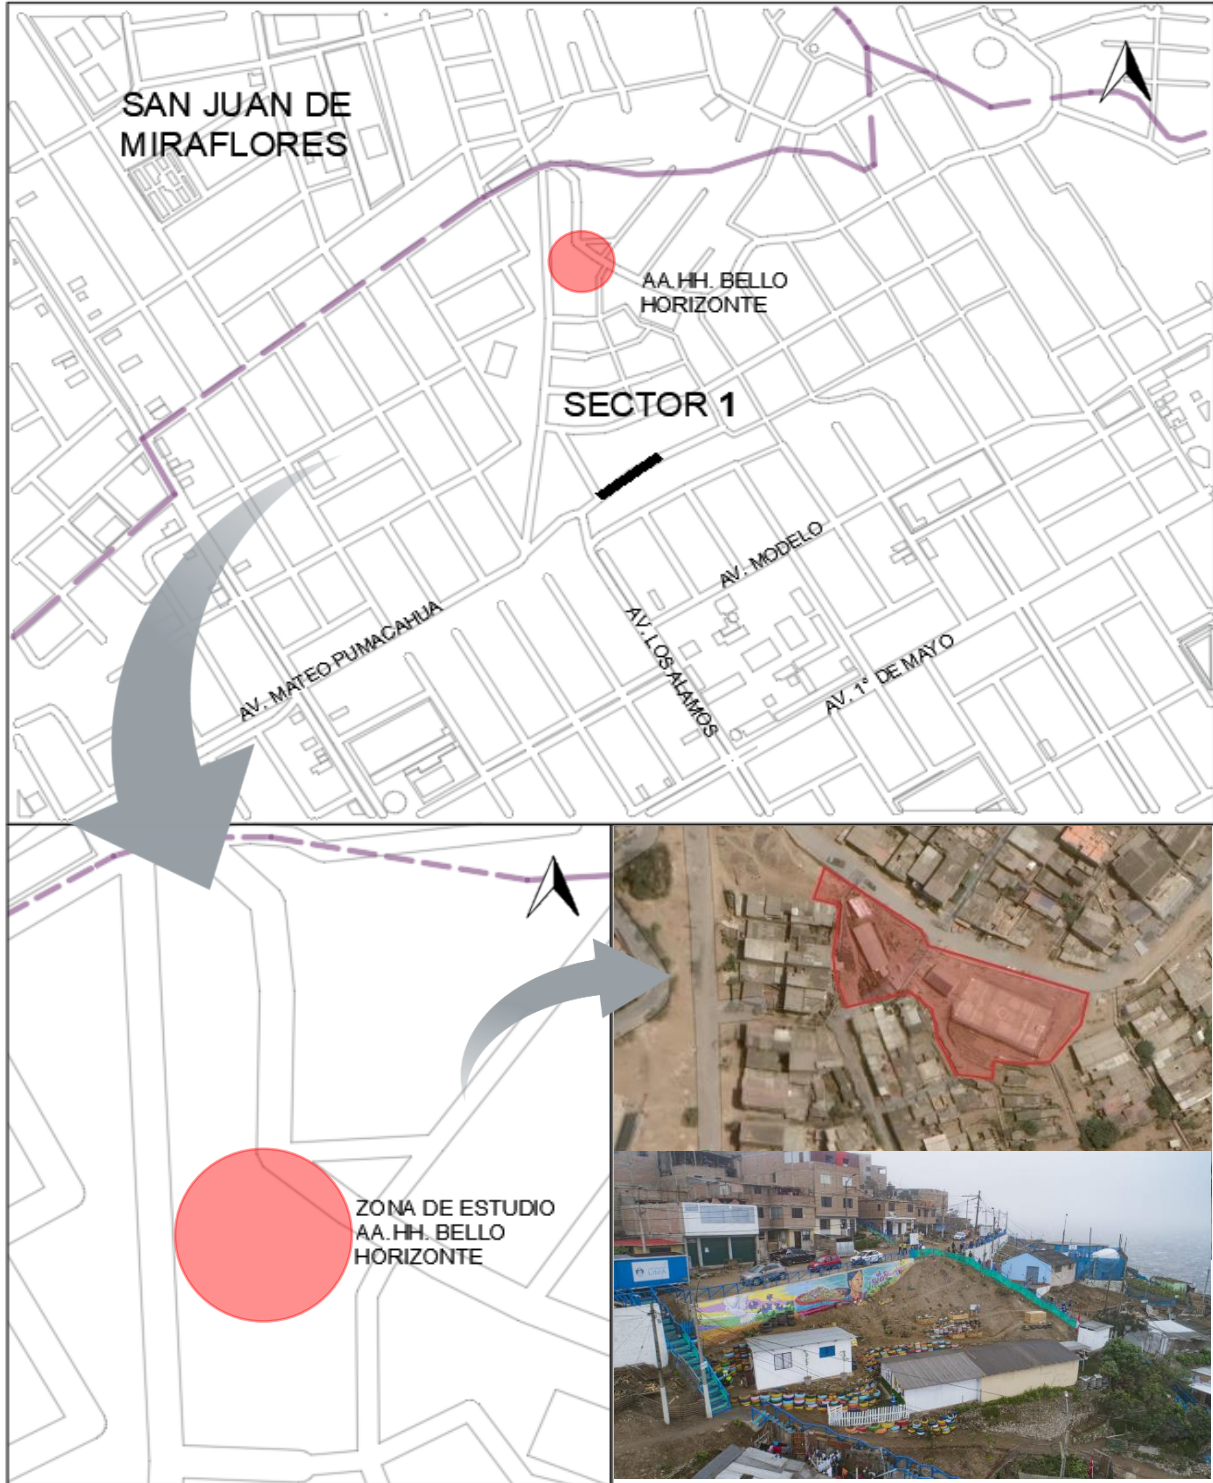 SAN JUAN DE
MIRAFLORES
AA.HH. BELLO
HORIZONTE
SECTOR 1
AV. MODELO
AV. MATEO PUMACAHUA
AV. LOS ALAMOS
AV. 1° DE MAYO
ZONA DE ESTUDIO
AA.HH. BELLO
HORIZONTE
LIMA